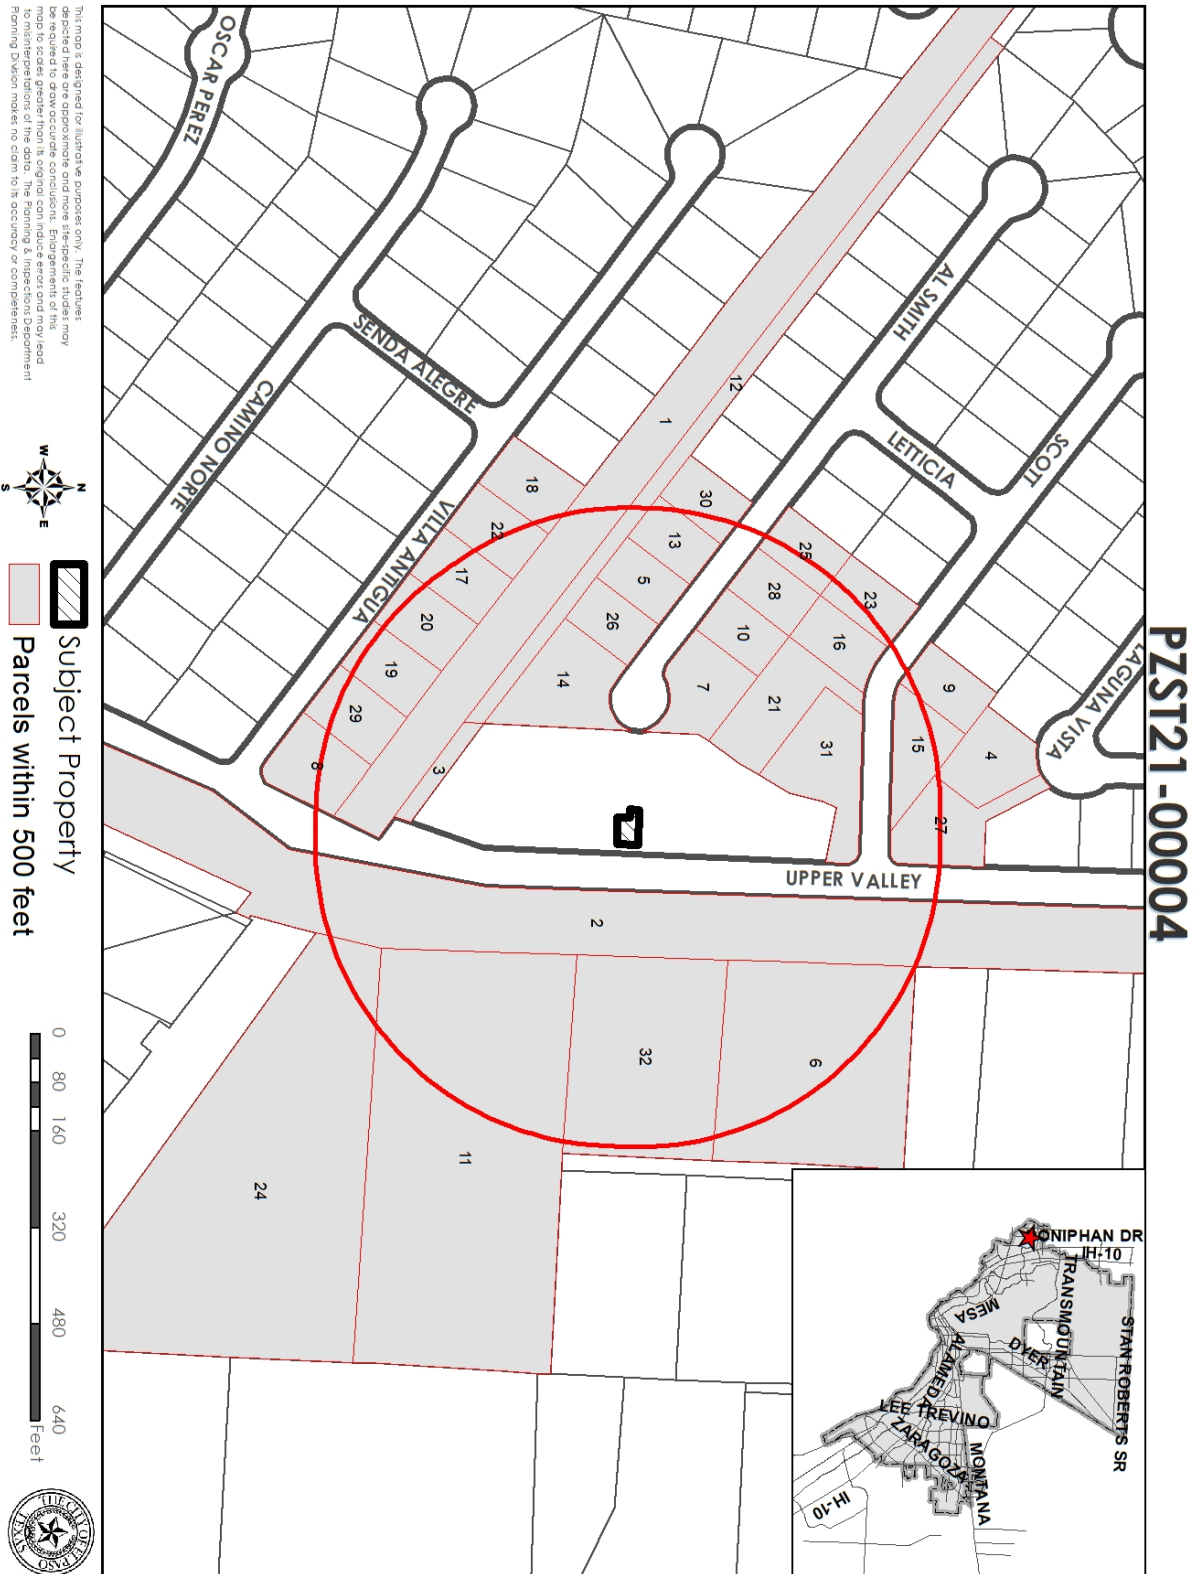 PZST21-00004
OSCAR PEREZ
SENDA ALEGRE
CAMINO NORTE
VILLA ANTIGUA
AL SMITH
LETTICIA
SCOTT
LAGUNA VISTA
UPPER VALLEY
12
1
30
18
22
13
25
17
5
28
23
20
26
10
16
19
14
7
21
9
29
31
15
4
8
3
27
2
32
6
11
24
ONIPHAN DR
IH-10
TRANSMOUNTAIN
STAN ROBERTS SR
MESA
DYER
ALAMEDA
LEE TREVINO
ZARAGOZA
MONTANA
IH-10
This map is designed for illustrative purposes only. The features
depicted here are approximate and more site-specific studies may
be required to draw accurate conclusions. Enlargements of this
map to scales greater than its original can induce errors and may lead
to misinterpretations of the data. The Planning & Inspections Department
Planning Division makes no claim to its accuracy or completeness.
N
W
E
S
Subject Property
Parcels within 500 feet
0 80 160 320 480 640
Feet
THE CITY OF EL PASO
TEXAS